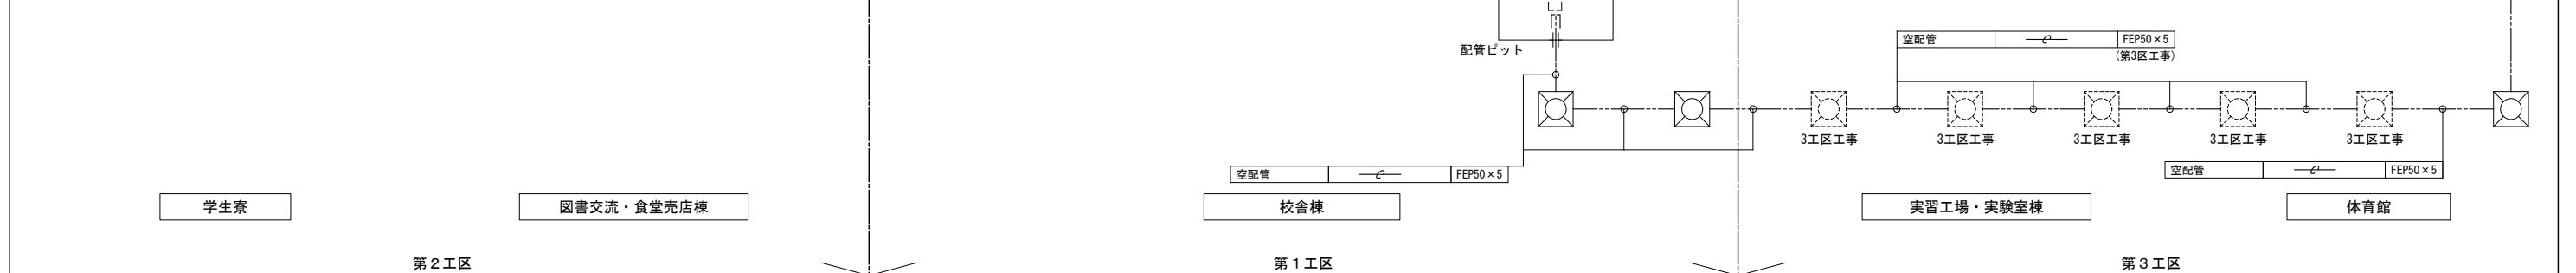 配管ピット
空配管 FEP50×5
(第3区工事)
3工区工事 3工区工事 3工区工事 3工区工事 3工区工事
空配管 FEP50×5
空配管 FEP50×5
学生寮 図書交流・食堂売店棟 校舎棟 実習工場・実験室棟 体育館
第2工区 第1工区 第3工区